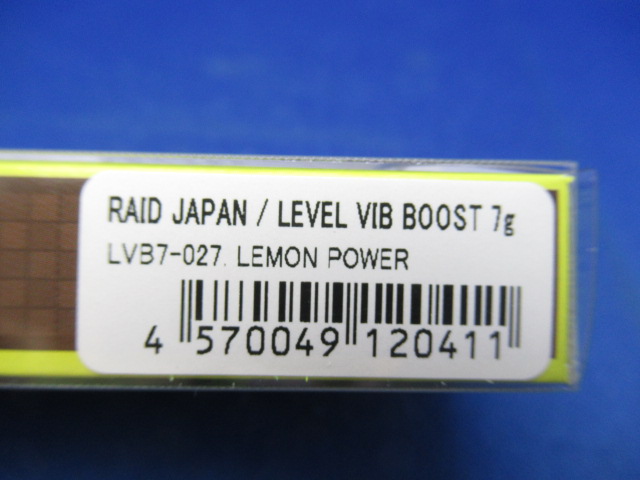 RAID JAPAN / LEVEL VIB BOOST 7g
LVB7-027. LEMON POWER
4 570049 120411